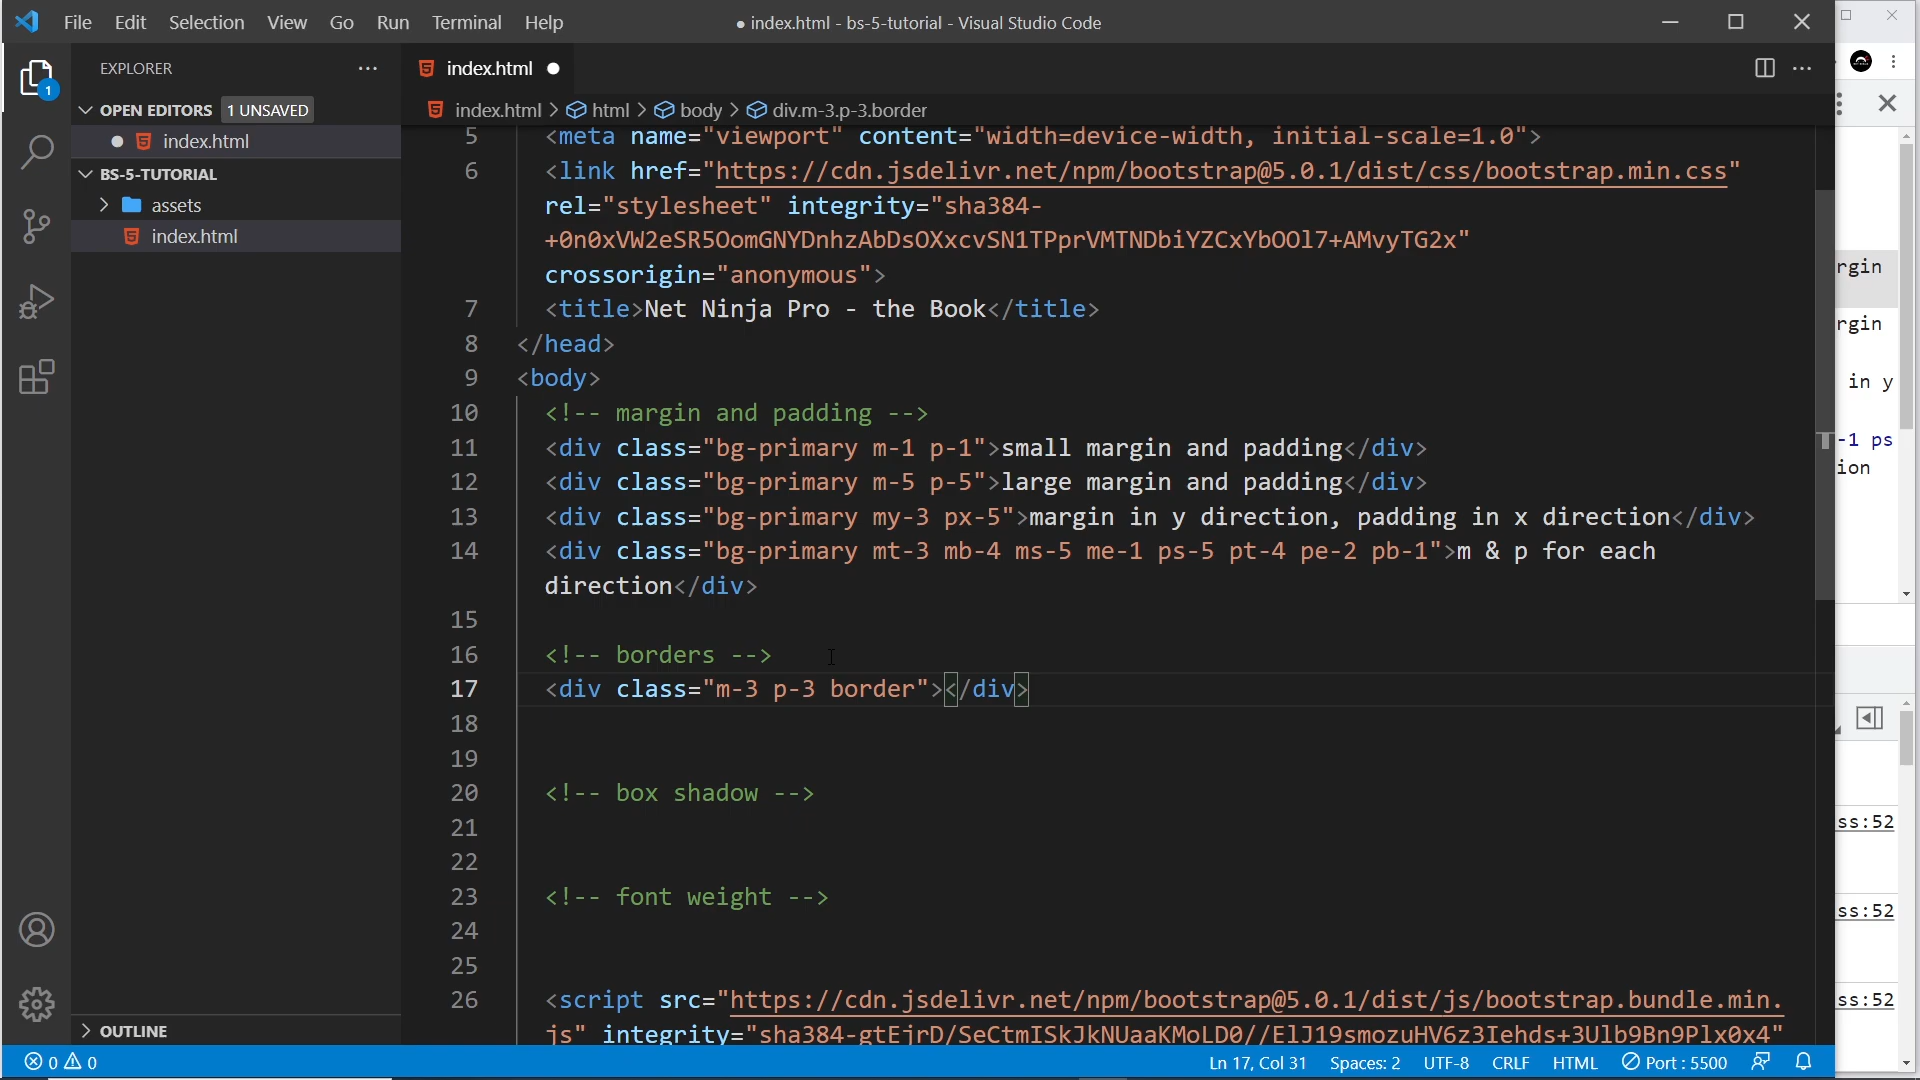 File Edit Selection View Go Run Terminal Help
● index.html - bs-5-tutorial - Visual Studio Code
EXPLORER
index.html
OPEN EDITORS 1 UNSAVED
index.html > html > body > div.m-3.p-3.border
1
index.html
BS-5-TUTORIAL
assets
index.html
5 <meta name="viewport" content="width=device-width, initial-scale=1.0">
6 <link href="https://cdn.jsdelivr.net/npm/bootstrap@5.0.1/dist/css/bootstrap.min.css"
rel="stylesheet" integrity="sha384-
+0n0xVW2eSR5OomGNYDnhzAbDsOXxcvSN1TPprVMTNDbiYZCxYbOOl7+AMvyTG2x"
crossorigin="anonymous">
7 <title>Net Ninja Pro - the Book</title>
8 </head>
9 <body>
10 <!-- margin and padding -->
11 <div class="bg-primary m-1 p-1">small margin and padding</div>
12 <div class="bg-primary m-5 p-5">large margin and padding</div>
13 <div class="bg-primary my-3 px-5">margin in y direction, padding in x direction</div>
14 <div class="bg-primary mt-3 mb-4 ms-5 me-1 ps-5 pt-4 pe-2 pb-1">m & p for each
direction</div>
15
16 <!-- borders -->
17 <div class="m-3 p-3 border"></div>
18
19
20 <!-- box shadow -->
21
22
23 <!-- font weight -->
24
25
26 <script src="https://cdn.jsdelivr.net/npm/bootstrap@5.0.1/dist/js/bootstrap.bundle.min.
js" integrity="sha384-gtEjrD/SeCtmISkJkNUaaKMoLD0//ElJ19smozuHV6z3Iehds+3Ulb9Bn9Plx0x4"
rgin
rgin
in y
-1 ps
ion
ss:52
ss:52
ss:52
OUTLINE
0 0
Ln 17, Col 31 Spaces: 2 UTF-8 CRLF HTML Port : 5500